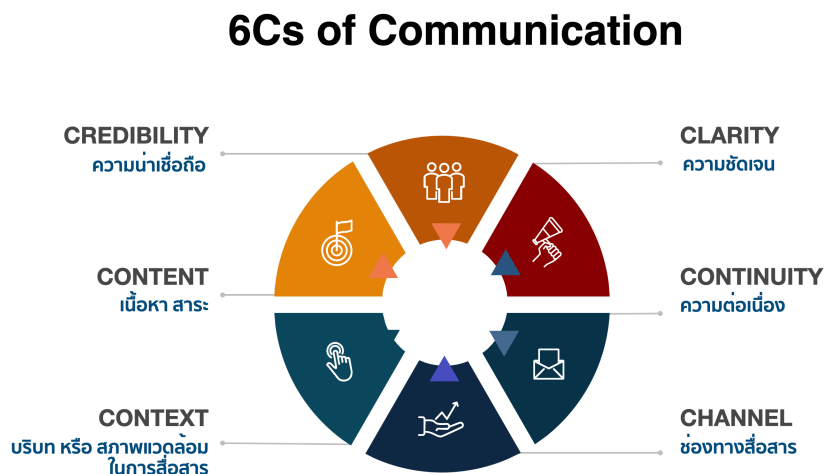 6Cs of Communication
CREDIBILITY
ความน่าเชื่อถือ
CLARITY
ความชัดเจน
CONTENT
เนื้อหา สาระ
CONTINUITY
ความต่อเนื่อง
CONTEXT
บริบท หรือ สภาพแวดล้อม
ในการสื่อสาร
CHANNEL
ช่องทางสื่อสาร